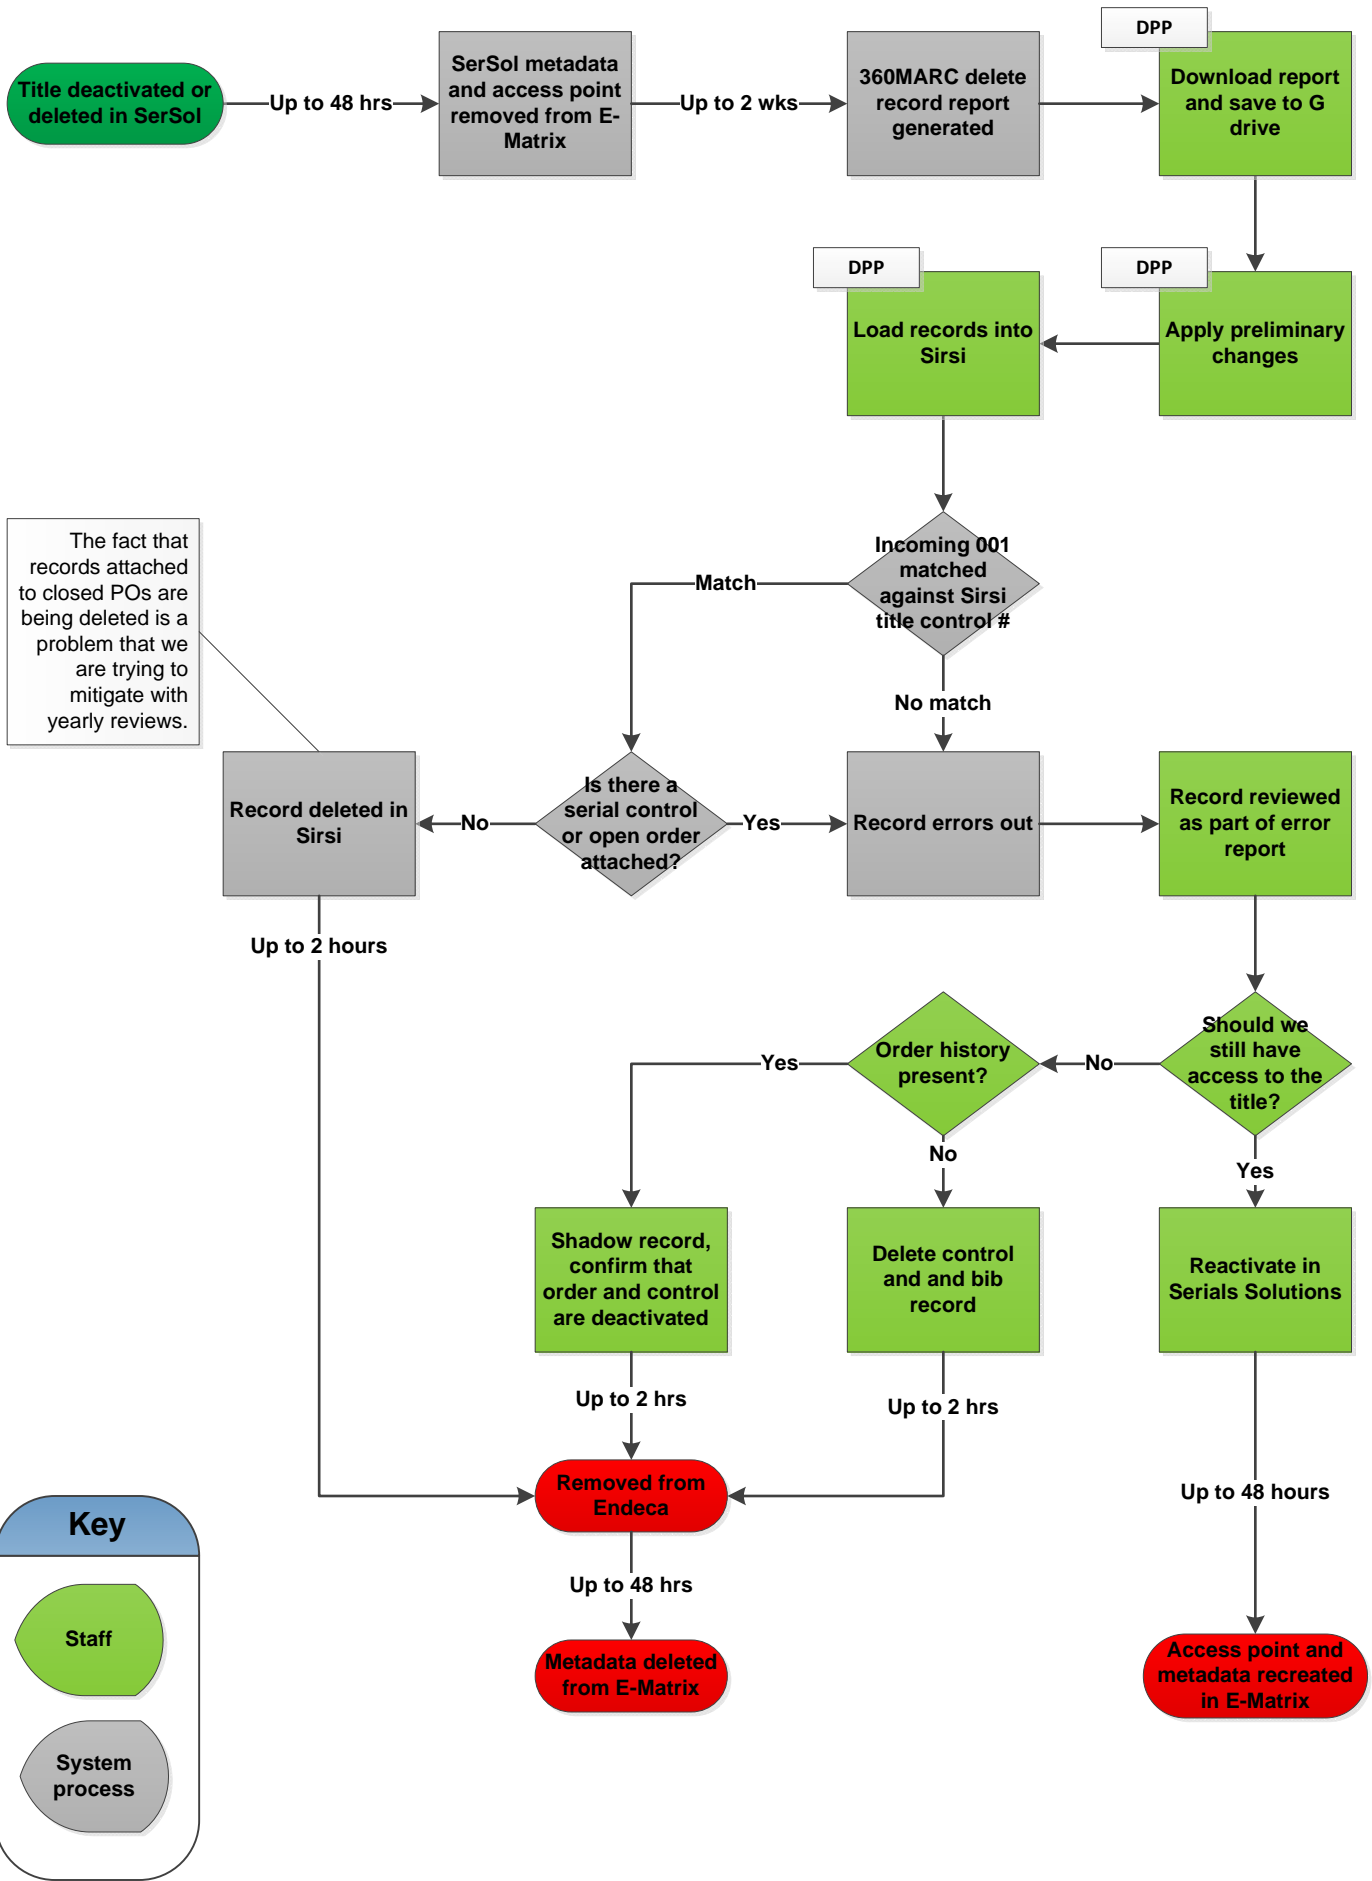 DPP
Title deactivated or
deleted in SerSol
Up to 48 hrs
SerSol metadata
and access point
removed from E-
Matrix
Up to 2 wks
360MARC delete
record report
generated
Download report
and save to G
drive
DPP
DPP
Load records into
Sirsi
Apply preliminary
changes
The fact that
records attached
to closed POs are
being deleted is a
problem that we
are trying to
mitigate with
yearly reviews.
Incoming 001
matched
against Sirsi
title control #
Match
No match
Record deleted in
Sirsi
No
Is there a
serial control
or open order
attached?
Yes
Record errors out
Record reviewed
as part of error
report
Up to 2 hours
Yes
Order history
present?
No
Should we
still have
access to the
title?
No
Yes
Shadow record,
confirm that
order and control
are deactivated
Delete control
and and bib
record
Reactivate in
Serials Solutions
Up to 2 hrs
Up to 2 hrs
Removed from
Endeca
Up to 48 hours
Up to 48 hrs
Metadata deleted
from E-Matrix
Access point and
metadata recreated
in E-Matrix
Key
Staff
System
process